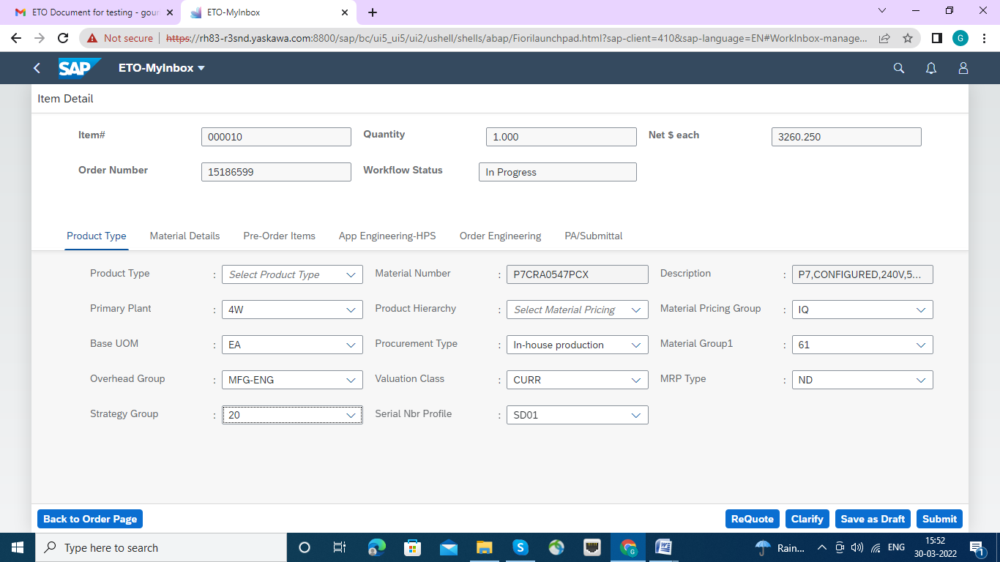 ETO Document for testing - gour
ETO-MyInbox
Not secure https://rh83-r3snd.yaskawa.com:8800/sap/bc/ui5_ui5/ui2/ushell/shells/abap/Fiorilaunchpad.html?sap-client=410&sap-language=EN#WorkInbox-manage...
G
SAP ETO-MyInbox
Item Detail
Item# 000010 Quantity 1.000 Net $ each 3260.250
Order Number 15186599 Workflow Status In Progress
Product Type Material Details Pre-Order Items App Engineering-HPS Order Engineering PA/Submittal
Product Type : Select Product Type Material Number : P7CRA0547PCX Description : P7,CONFIGURED,240V,5...
Primary Plant : 4W Product Hierarchy : Select Material Pricing Material Pricing Group : IQ
Base UOM : EA Procurement Type : In-house production Material Group1 : 61
Overhead Group : MFG-ENG Valuation Class : CURR MRP Type : ND
Strategy Group : 20 Serial Nbr Profile : SD01
Back to Order Page ReQuote Clarify Save as Draft Submit
Type here to search Rain... ENG 15:52
30-03-2022 1